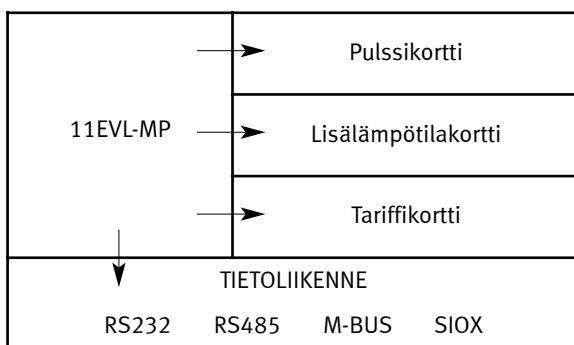 Pulssikortti
11EVL-MP
Lisälämpötilakortti
Tariffikortti
TIETOLIIKENNE
RS232 RS485 M-BUS SIOX